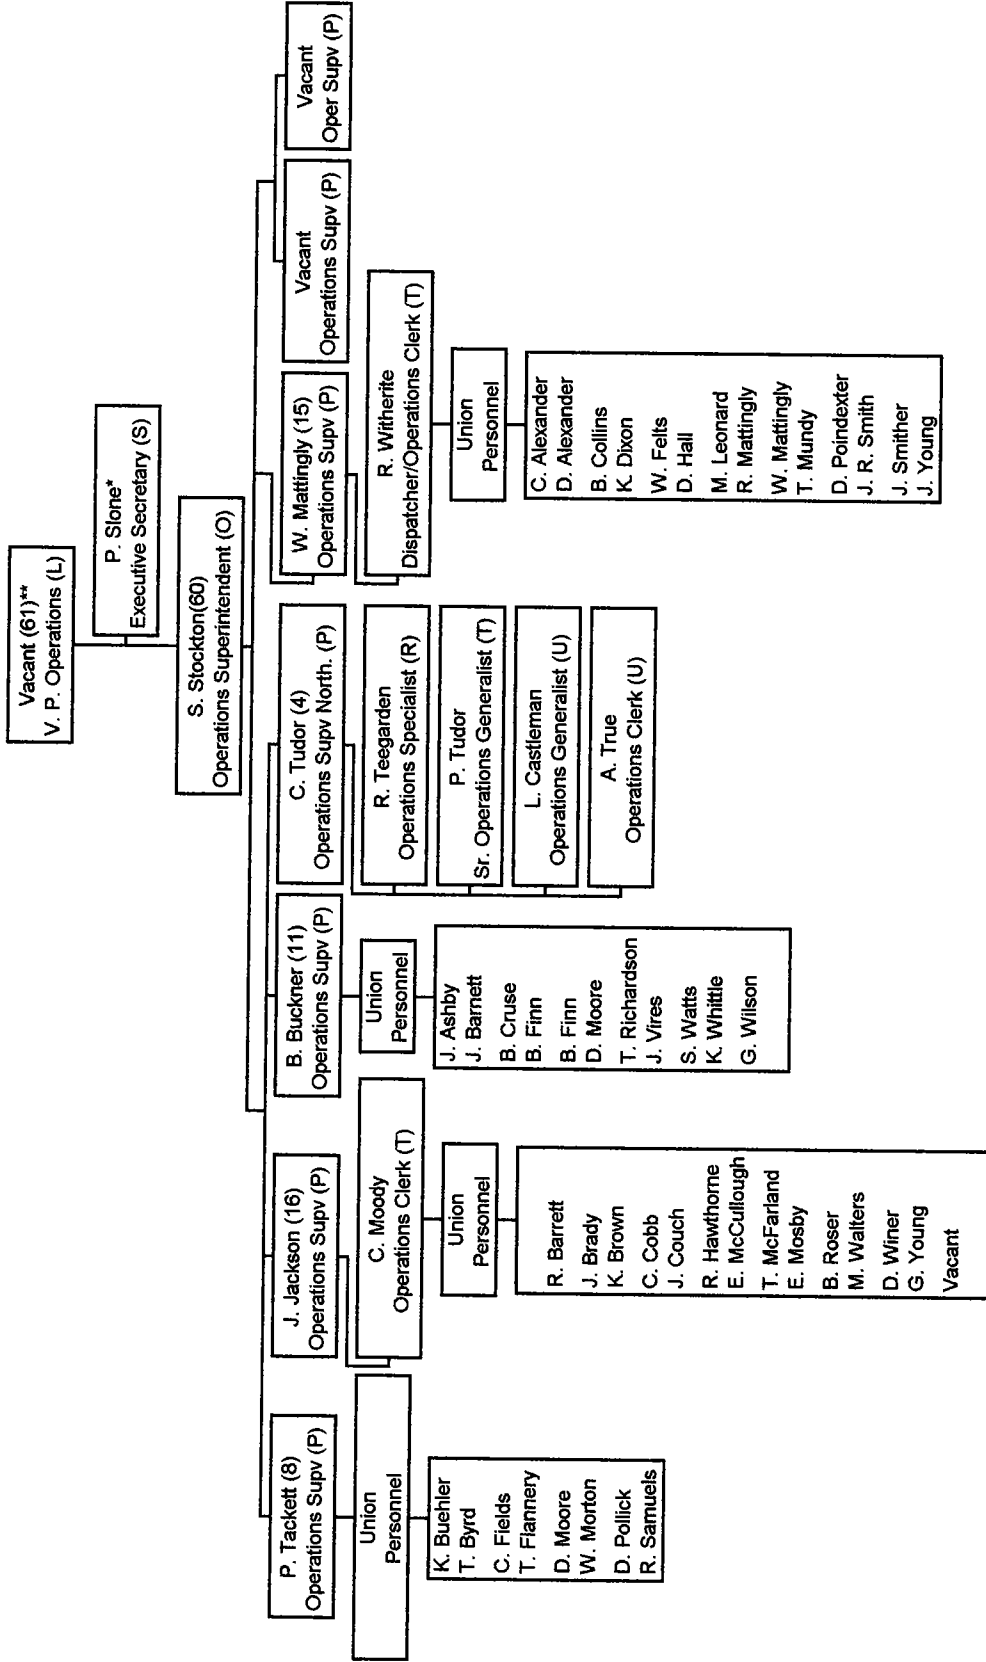 Vacant (61)**
V. P. Operations (L)
P. Slone*
Executive Secretary (S)
S. Stockton(60)
Operations Superintendent (O)
P. Tackett (8)
Operations Supv (P)
Union
Personnel
K. Buehler
T. Byrd
C. Fields
T. Flannery
D. Moore
W. Morton
D. Pollick
R. Samuels
J. Jackson (16)
Operations Supv (P)
C. Moody
Operations Clerk (T)
Union
Personnel
R. Barrett
J. Brady
K. Brown
C. Cobb
J. Couch
R. Hawthorne
E. McCullough
T. McFarland
E. Mosby
B. Roser
M. Walters
D. Winer
G. Young
Vacant
B. Buckner (11)
Operations Supv (P)
Union
Personnel
J. Ashby
J. Barnett
B. Cruse
B. Finn
B. Finn
D. Moore
T. Richardson
J. Vires
S. Watts
K. Whittle
G. Wilson
C. Tudor (4)
Operations Supv North. (P)
R. Teegarden
Operations Specialist (R)
P. Tudor
Sr. Operations Generalist (T)
L. Castleman
Operations Generalist (U)
A. True
Operations Clerk (U)
W. Mattingly (15)
Operations Supv (P)
R. Witherite
Dispatcher/Operations Clerk (T)
Union
Personnel
C. Alexander
D. Alexander
B. Collins
K. Dixon
W. Felts
D. Hall
M. Leonard
R. Mattingly
W. Mattingly
T. Mundy
D. Poindexter
J. R. Smith
J. Smither
J. Young
Vacant
Operations Supv (P)
Vacant
Oper Supv (P)